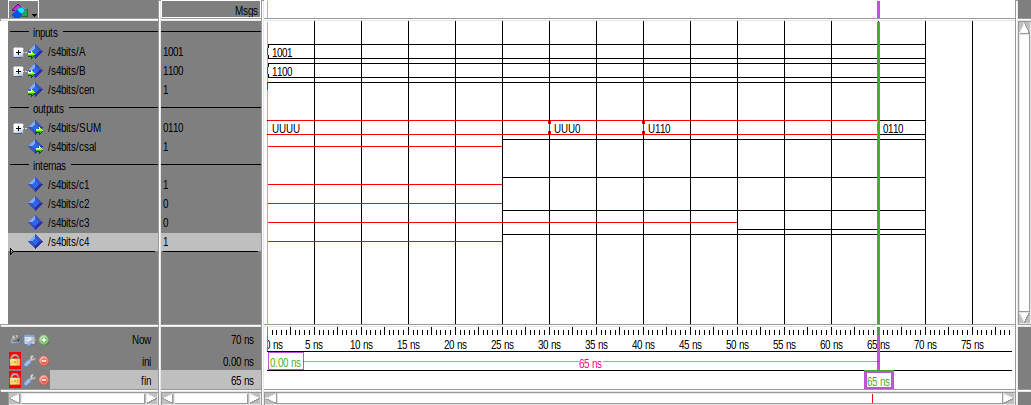 Msgs
inputs
/s4bits/A 1001 1001
/s4bits/B 1100 1100
/s4bits/cen 1
outputs
/s4bits/SUM 0110 UUUU UUU0 U110 0110
/s4bits/csal 1
internas
/s4bits/c1 1
/s4bits/c2 0
/s4bits/c3 0
/s4bits/c4 1
Now 70 ns 0 ns 5 ns 10 ns 15 ns 20 ns 25 ns 30 ns 35 ns 40 ns 45 ns 50 ns 55 ns 60 ns 65 ns 70 ns 75 ns
ini 0.00 ns 0.00 ns 65 ns
fin 65 ns 65 ns